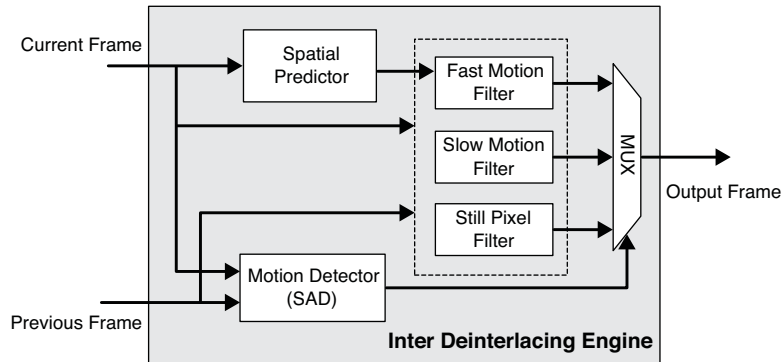 Current Frame
Spatial
Predictor
Fast Motion
Filter
Slow Motion
Filter
MUX
Output Frame
Still Pixel
Filter
Motion Detector
(SAD)
Previous Frame
Inter Deinterlacing Engine